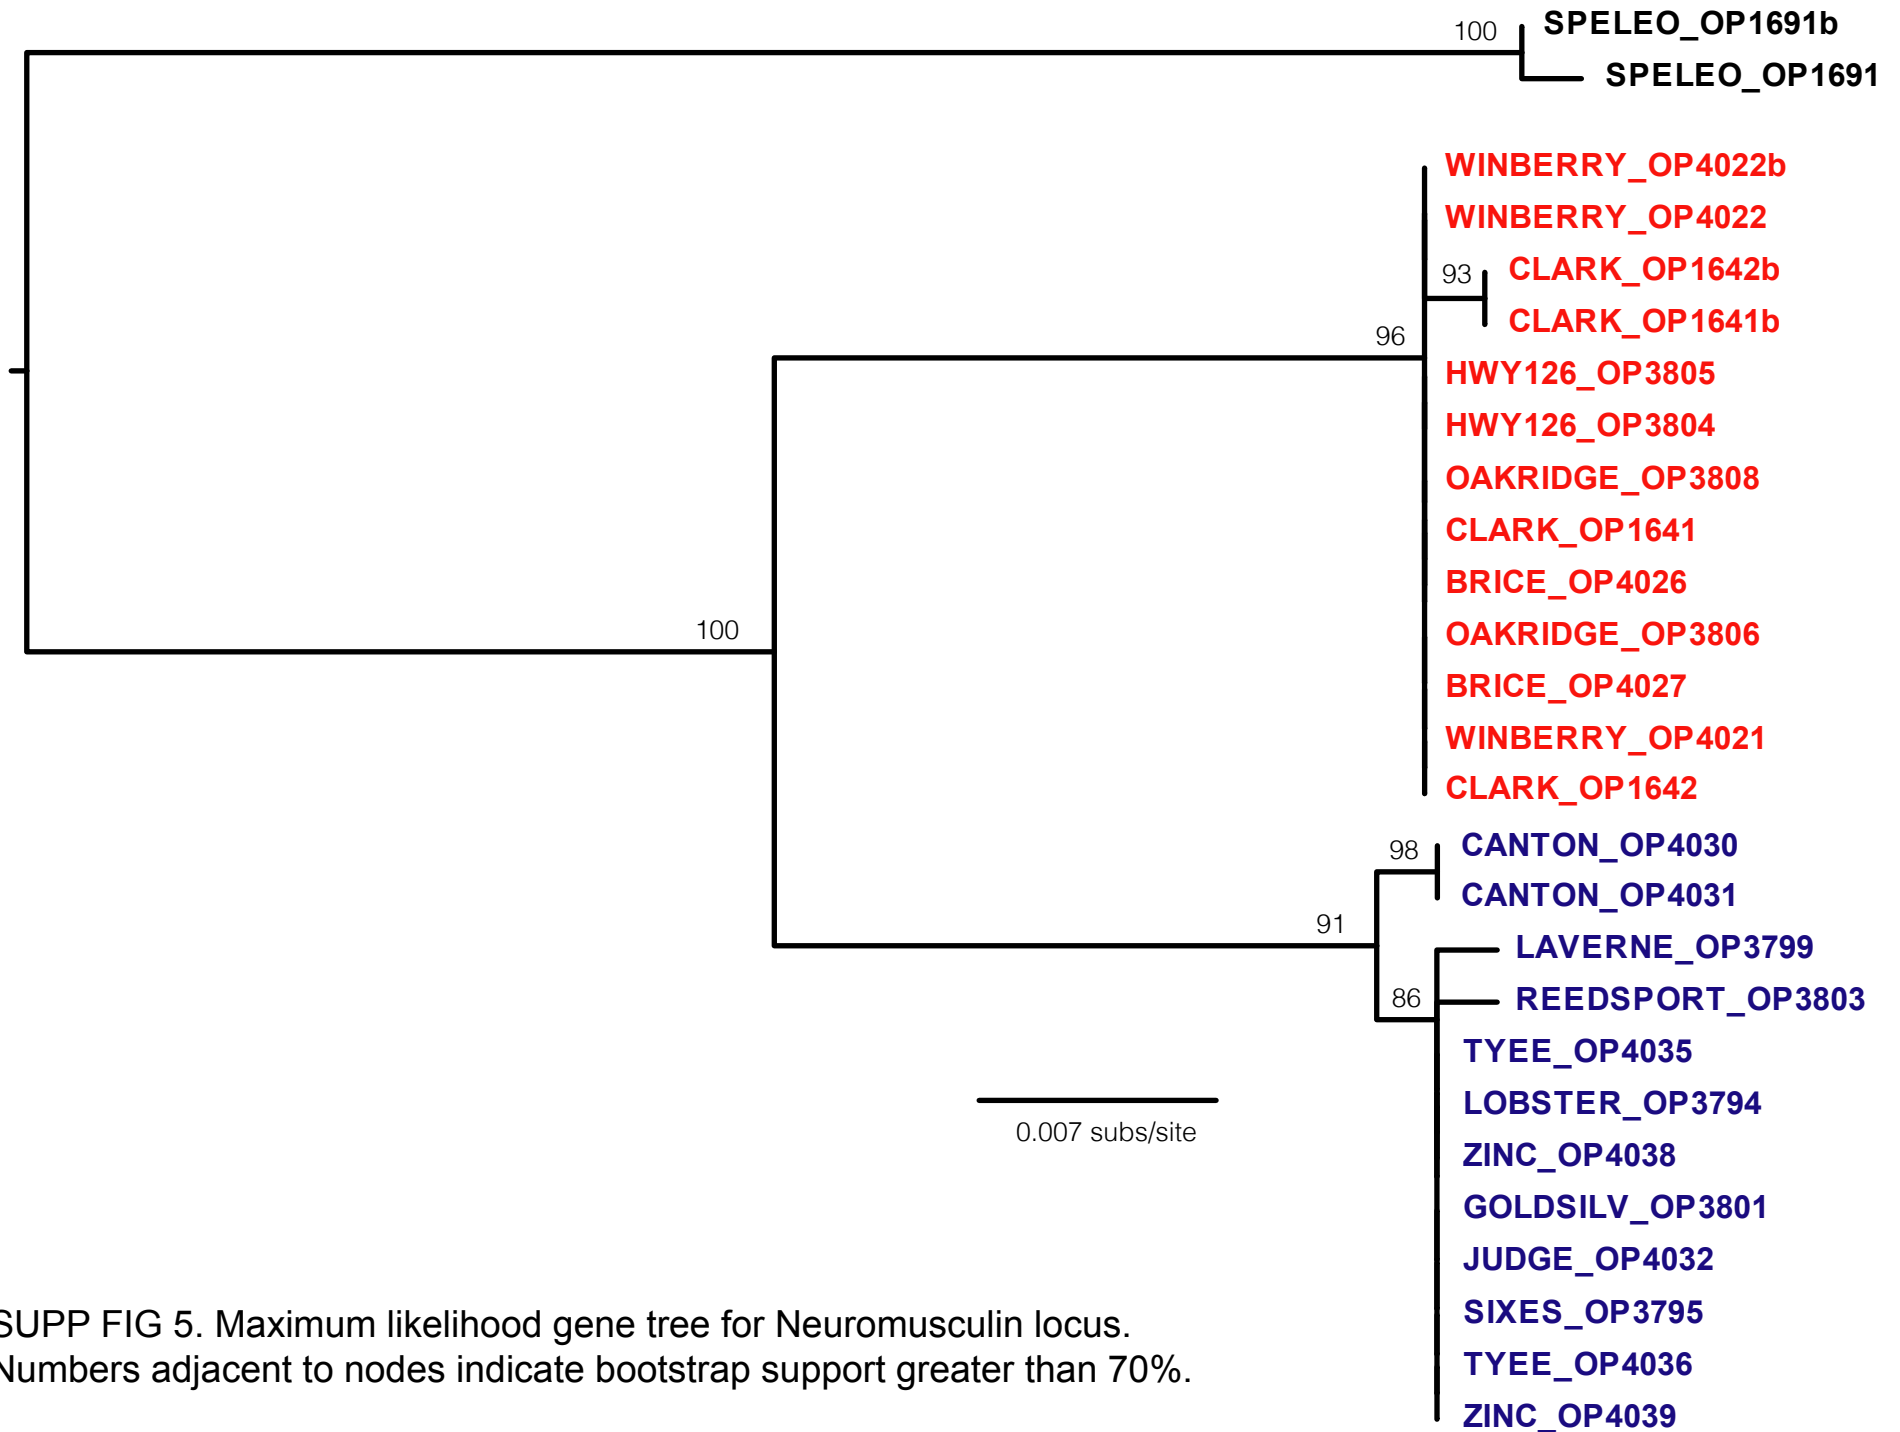 100
SPELEO_OP1691b
SPELEO_OP1691
WINBERRY_OP4022b
WINBERRY_OP4022
93
CLARK_OP1642b
CLARK_OP1641b
96
HWY126_OP3805
HWY126_OP3804
OAKRIDGE_OP3808
CLARK_OP1641
BRICE_OP4026
100
OAKRIDGE_OP3806
BRICE_OP4027
WINBERRY_OP4021
CLARK_OP1642
98
CANTON_OP4030
CANTON_OP4031
91
LAVERNE_OP3799
86
REEDSPORT_OP3803
TYEE_OP4035
LOBSTER_OP3794
0.007 subs/site
ZINC_OP4038
GOLDSILV_OP3801
JUDGE_OP4032
SIXES_OP3795
TYEE_OP4036
ZINC_OP4039
SUPP FIG 5. Maximum likelihood gene tree for Neuromusculin locus.
Numbers adjacent to nodes indicate bootstrap support greater than 70%.